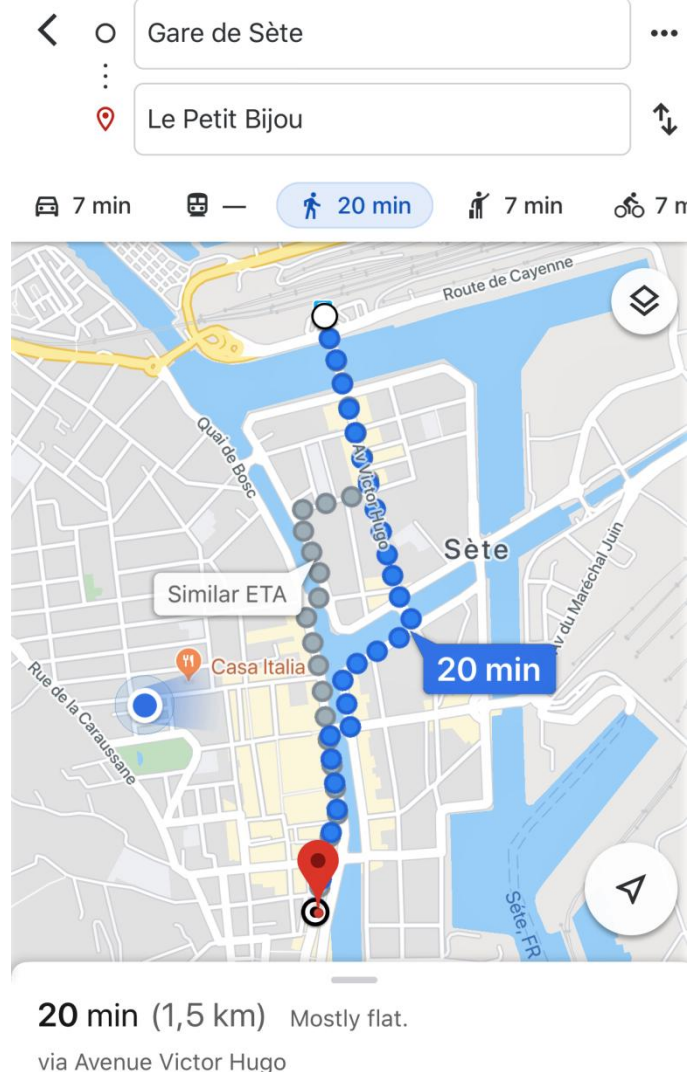 Gare de Sète
Le Petit Bijou
7 min
—
20 min
7 min
7 m
Route de Cayenne
Quai de Bosc
Av Victor Hugo
Sète
Similar ETA
Av du Maréchal Juin
Casa Italia
20 min
Rue de la Caraussane
Sète, FR
20 min (1,5 km) Mostly flat.
via Avenue Victor Hugo